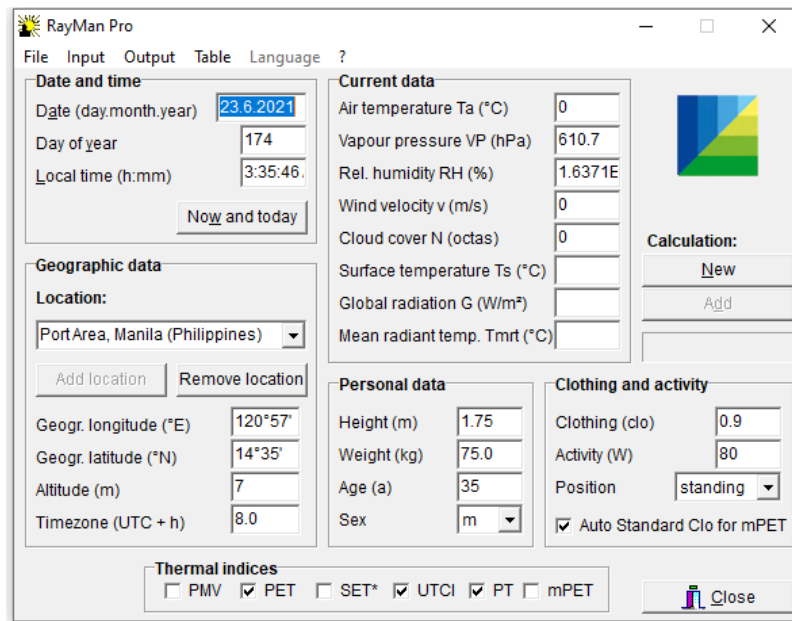 RayMan Pro
File Input Output Table Language ?
Date and time
Date (day.month.year) 23.6.2021
Day of year 174
Local time (h:mm) 3:35:46
Now and today
Geographic data
Location:
Port Area, Manila (Philippines)
Add location Remove location
Geogr. longitude (°E) 120°57'
Geogr. latitude (°N) 14°35'
Altitude (m) 7
Timezone (UTC + h) 8.0
Current data
Air temperature Ta (°C) 0
Vapour pressure VP (hPa) 610.7
Rel. humidity RH (%) 1.6371E
Wind velocity v (m/s) 0
Cloud cover N (octas) 0
Surface temperature Ts (°C)
Global radiation G (W/m²)
Mean radiant temp. Tmrt (°C)
Calculation:
New
Add
Personal data
Height (m) 1.75
Weight (kg) 75.0
Age (a) 35
Sex m
Clothing and activity
Clothing (clo) 0.9
Activity (W) 80
Position standing
Auto Standard Clo for mPET
Thermal indices
PMV PET SET* UTCI PT mPET
Close